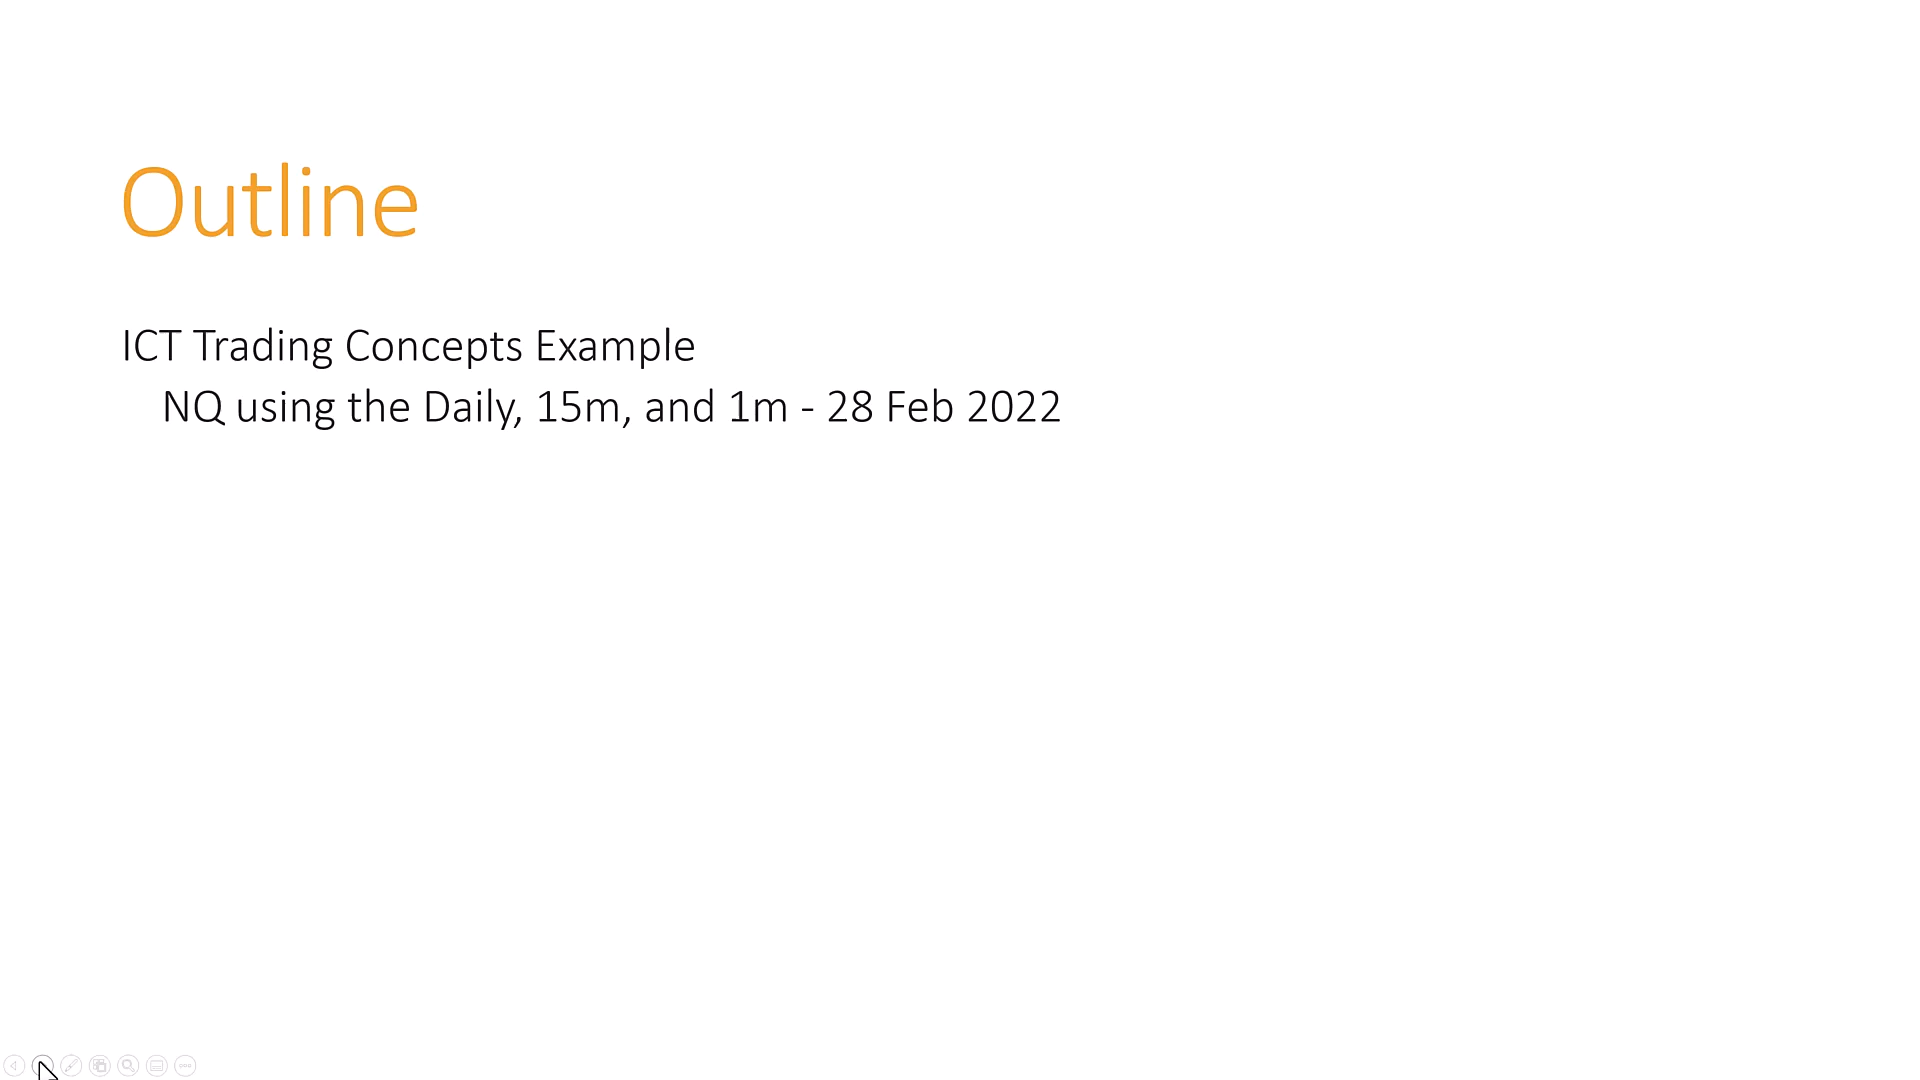 Outline
ICT Trading Concepts Example
NQ using the Daily, 15m, and 1m - 28 Feb 2022